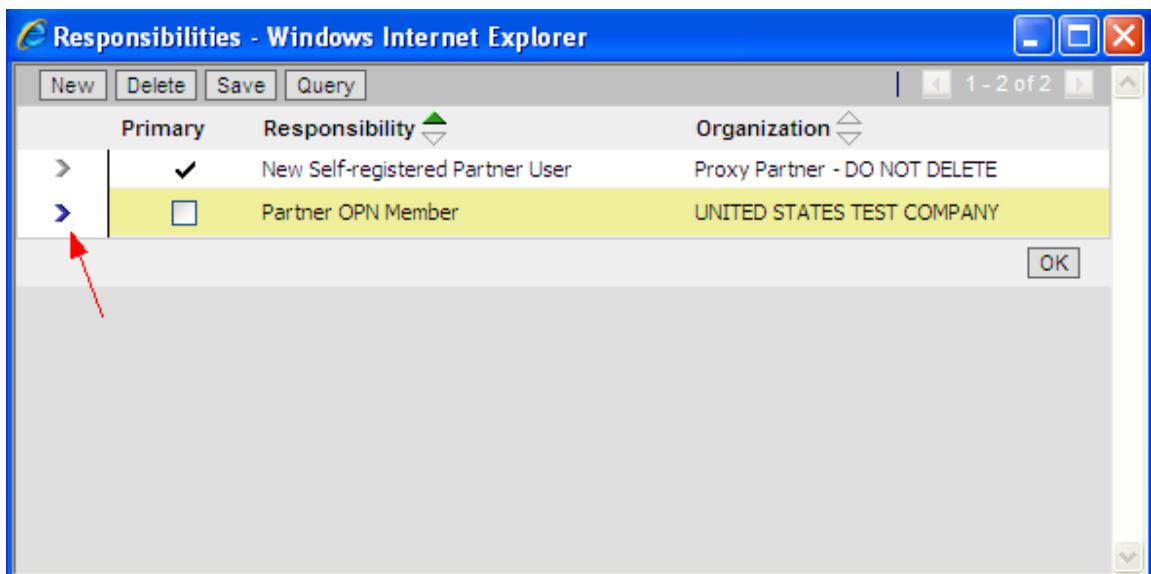 Responsibilities - Windows Internet Explorer
New Delete Save Query 1 - 2 of 2
Primary Responsibility Organization
New Self-registered Partner User Proxy Partner - DO NOT DELETE
Partner OPN Member UNITED STATES TEST COMPANY
OK